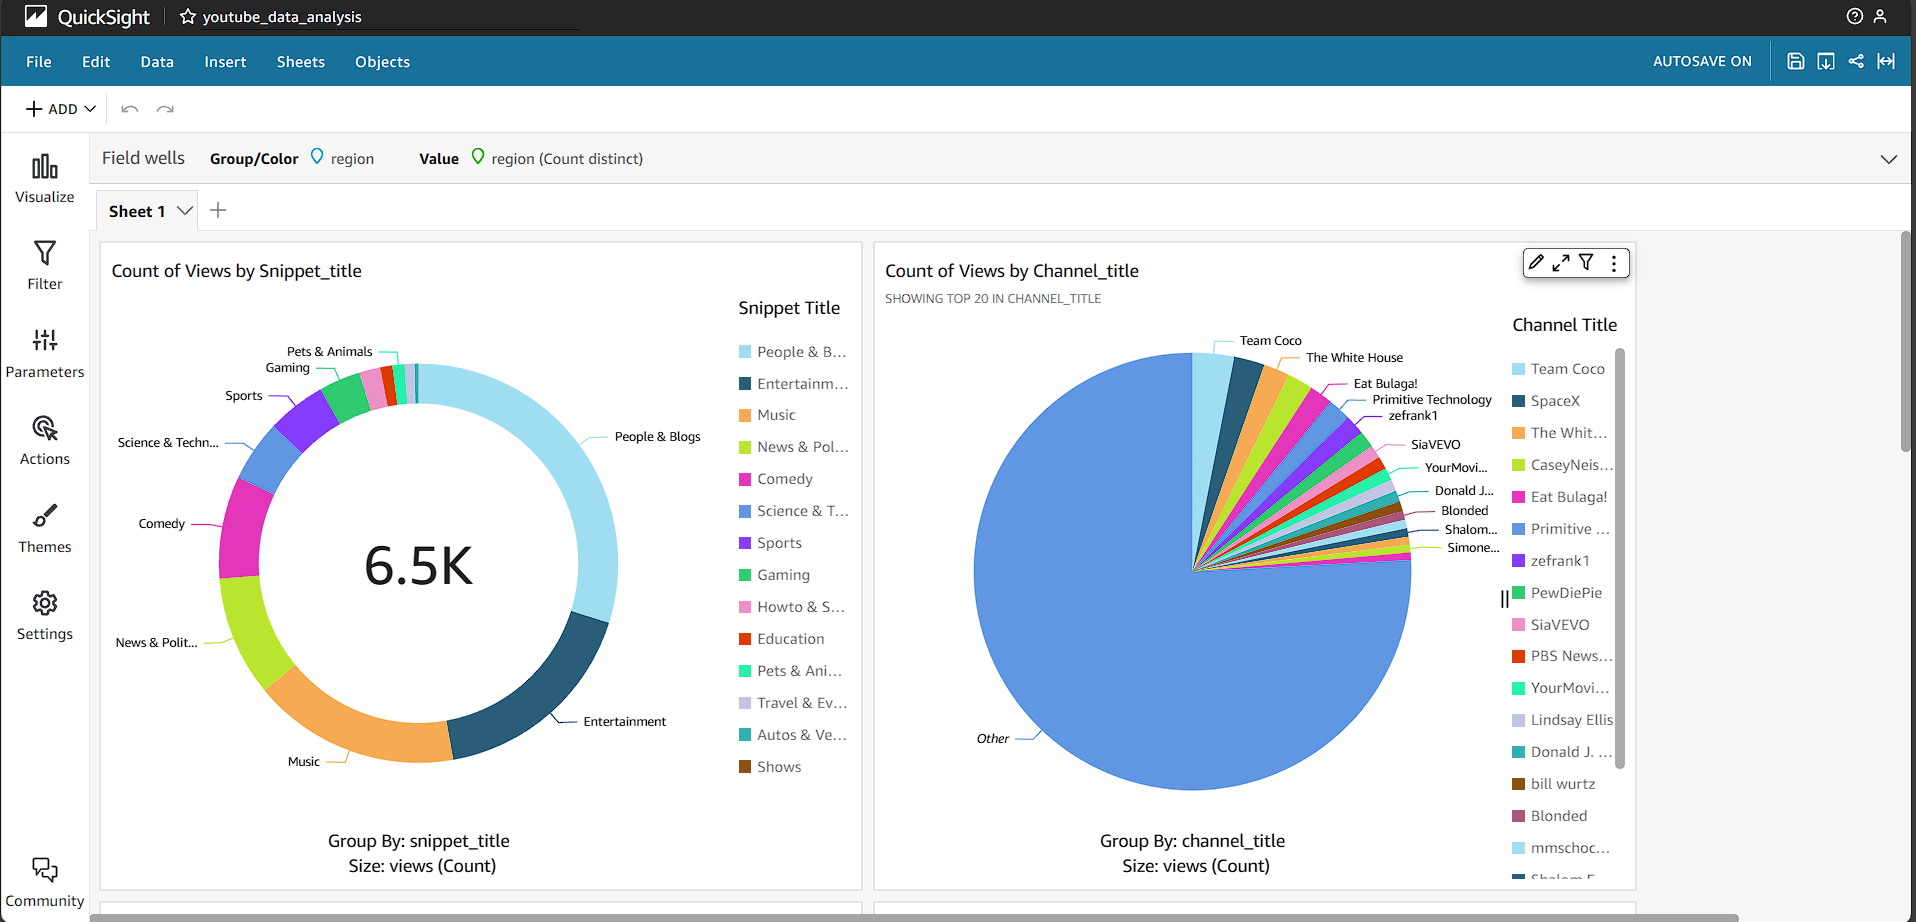 QuickSight
youtube_data_analysis
File Edit Data Insert Sheets Objects
AUTOSAVE ON
ADD
Field wells Group/Color region Value region (Count distinct)
Visualize
Filter
Parameters
Actions
Themes
Settings
Community
Sheet 1
Count of Views by Snippet_title
Snippet Title
People & B...
Entertainm...
Music
News & Pol...
Comedy
Science & T...
Sports
Gaming
Howto & S...
Education
Pets & Ani...
Travel & Ev...
Autos & Ve...
Shows
Pets & Animals
Gaming
Sports
Science & Techn...
Comedy
News & Polit...
Music
Entertainment
People & Blogs
6.5K
Group By: snippet_title
Size: views (Count)
Count of Views by Channel_title
SHOWING TOP 20 IN CHANNEL_TITLE
Team Coco
The White House
Eat Bulaga!
Primitive Technology
zefrank1
SiaVEVO
YourMovi...
Donald J...
Blonded
Shalom...
Simone...
Other
Channel Title
Team Coco
SpaceX
The Whit...
CaseyNeis...
Eat Bulaga!
Primitive ...
zefrank1
PewDiePie
SiaVEVO
PBS News...
YourMovi...
Lindsay Ellis
Donald J. ...
bill wurtz
Blonded
mmschoc...
Group By: channel_title
Size: views (Count)